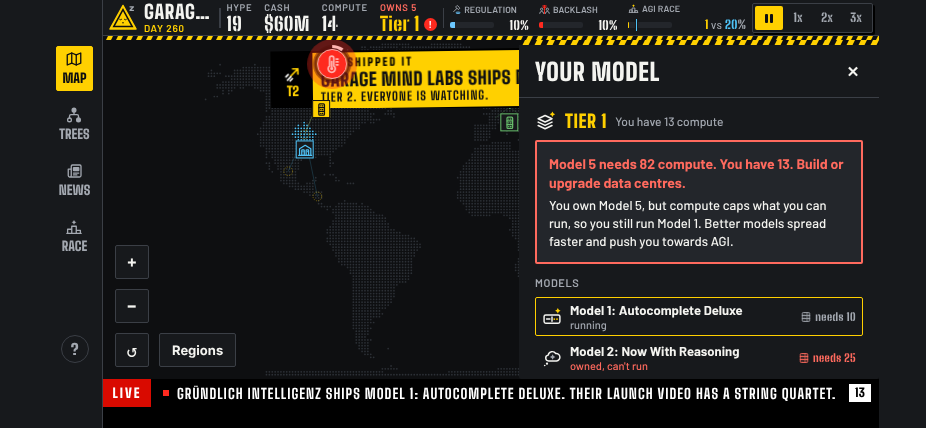 GARAG...
DAY 260
HYPE
19
CASH
$60M
COMPUTE
14
OWNS 5
Tier 1
REGULATION
10%
BACKLASH
10%
AGI RACE
1 vs 20%
1x
2x
3x
MAP
TREES
NEWS
RACE
?
T2
SHIPPED IT
GARAGE MIND LABS SHIPS
TIER 2. EVERYONE IS WATCHING.
+
−
↺
Regions
YOUR MODEL
×
TIER 1
You have 13 compute
Model 5 needs 82 compute. You have 13. Build or
upgrade data centres.
You own Model 5, but compute caps what you can
run, so you still run Model 1. Better models spread
faster and push you towards AGI.
MODELS
Model 1: Autocomplete Deluxe
running
needs 10
Model 2: Now With Reasoning
owned, can't run
needs 25
LIVE
GRÜNDLICH INTELLIGENZ SHIPS MODEL 1: AUTOCOMPLETE DELUXE. THEIR LAUNCH VIDEO HAS A STRING QUARTET.
13